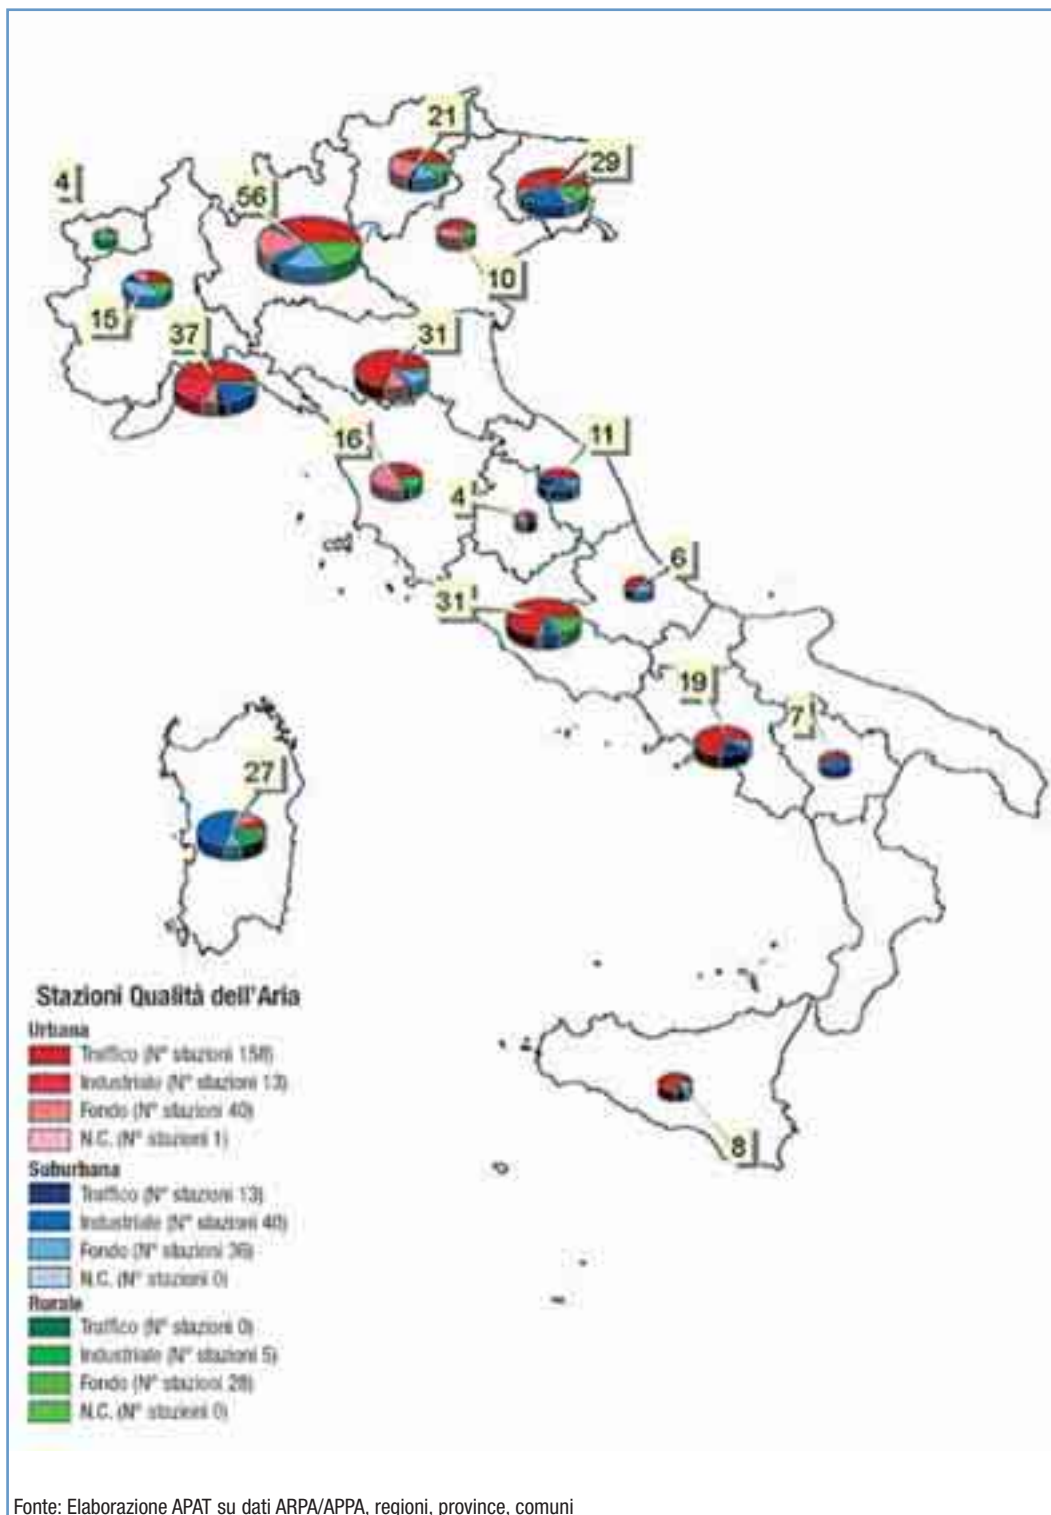 21
29
4
56
10
15
37
31
16
11
4
6
31
19
7
27
8
Stazioni Qualità dell'Aria
Urbana
Traffico (N° stazioni 158)
Industriale (N° stazioni 13)
Fondo (N° stazioni 40)
N.C. (N° stazioni 1)
Suburbana
Traffico (N° stazioni 13)
Industriale (N° stazioni 40)
Fondo (N° stazioni 36)
N.C. (N° stazioni 0)
Rurale
Traffico (N° stazioni 0)
Industriale (N° stazioni 5)
Fondo (N° stazioni 28)
N.C. (N° stazioni 0)
Fonte: Elaborazione APAT su dati ARPA/APPA, regioni, province, comuni